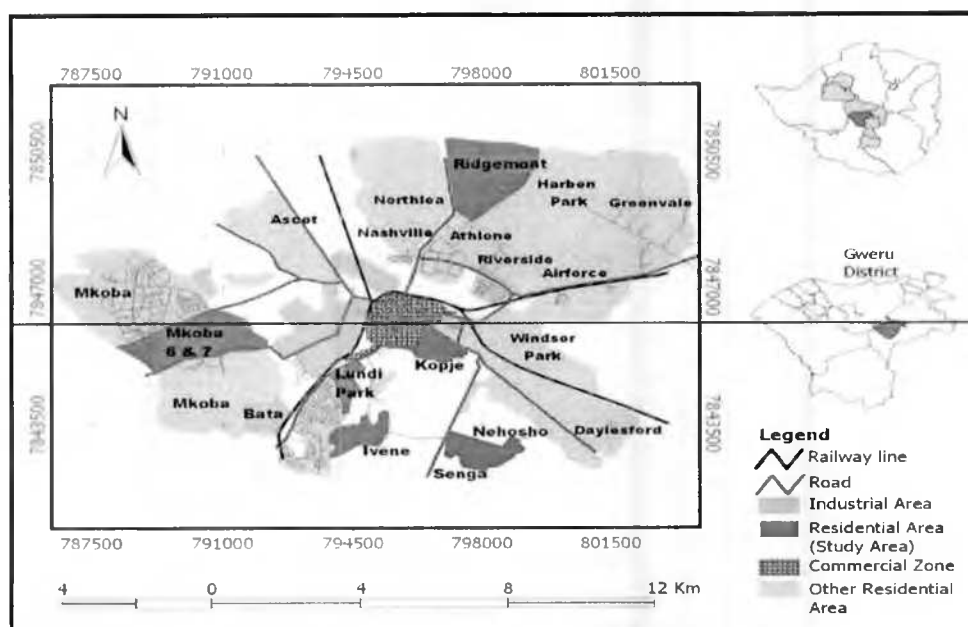 787500 791000 794500 798000 801500
N
7850500
7850500
Ridgemont
Harben
Park
Northlea
Greenvale
Ascot
Nashville
Athlone
Riverside
Airforce
Gweru
District
7847000
7847000
Mkoba
Mkoba
6 & 7
Windsor
Park
Kopje
Lundi
Park
Mkoba
Bata
7843500
7843500
Nehosho
Daylesford
Ivene
Senga
Legend
Railway line
Road
Industrial Area
Residential Area
(Study Area)
Commercial Zone
Other Residential
Area
787500 791000 794500 798000 801500
4 0 4 8 12 Km